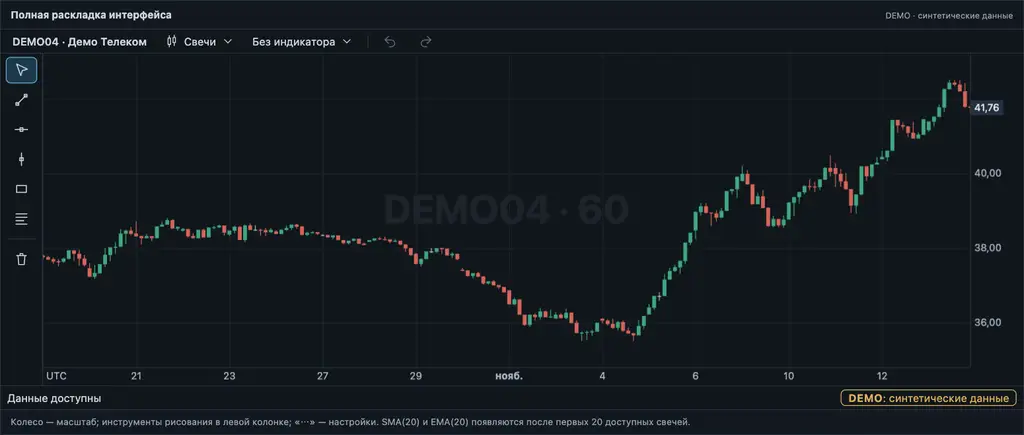 Полная раскладка интерфейса
DEMO · синтетические данные
DEMO04 · Демо Телеком Свечи Без индикатора
41,76
40,00
DEMO04 · 60
38,00
36,00
UTC 21 23 27 29 нояб. 4 6 10 12
Данные доступны
DEMO: синтетические данные
Колесо — масштаб; инструменты рисования в левой колонке; «···» — настройки. SMA(20) и EMA(20) появляются после первых 20 доступных свечей.